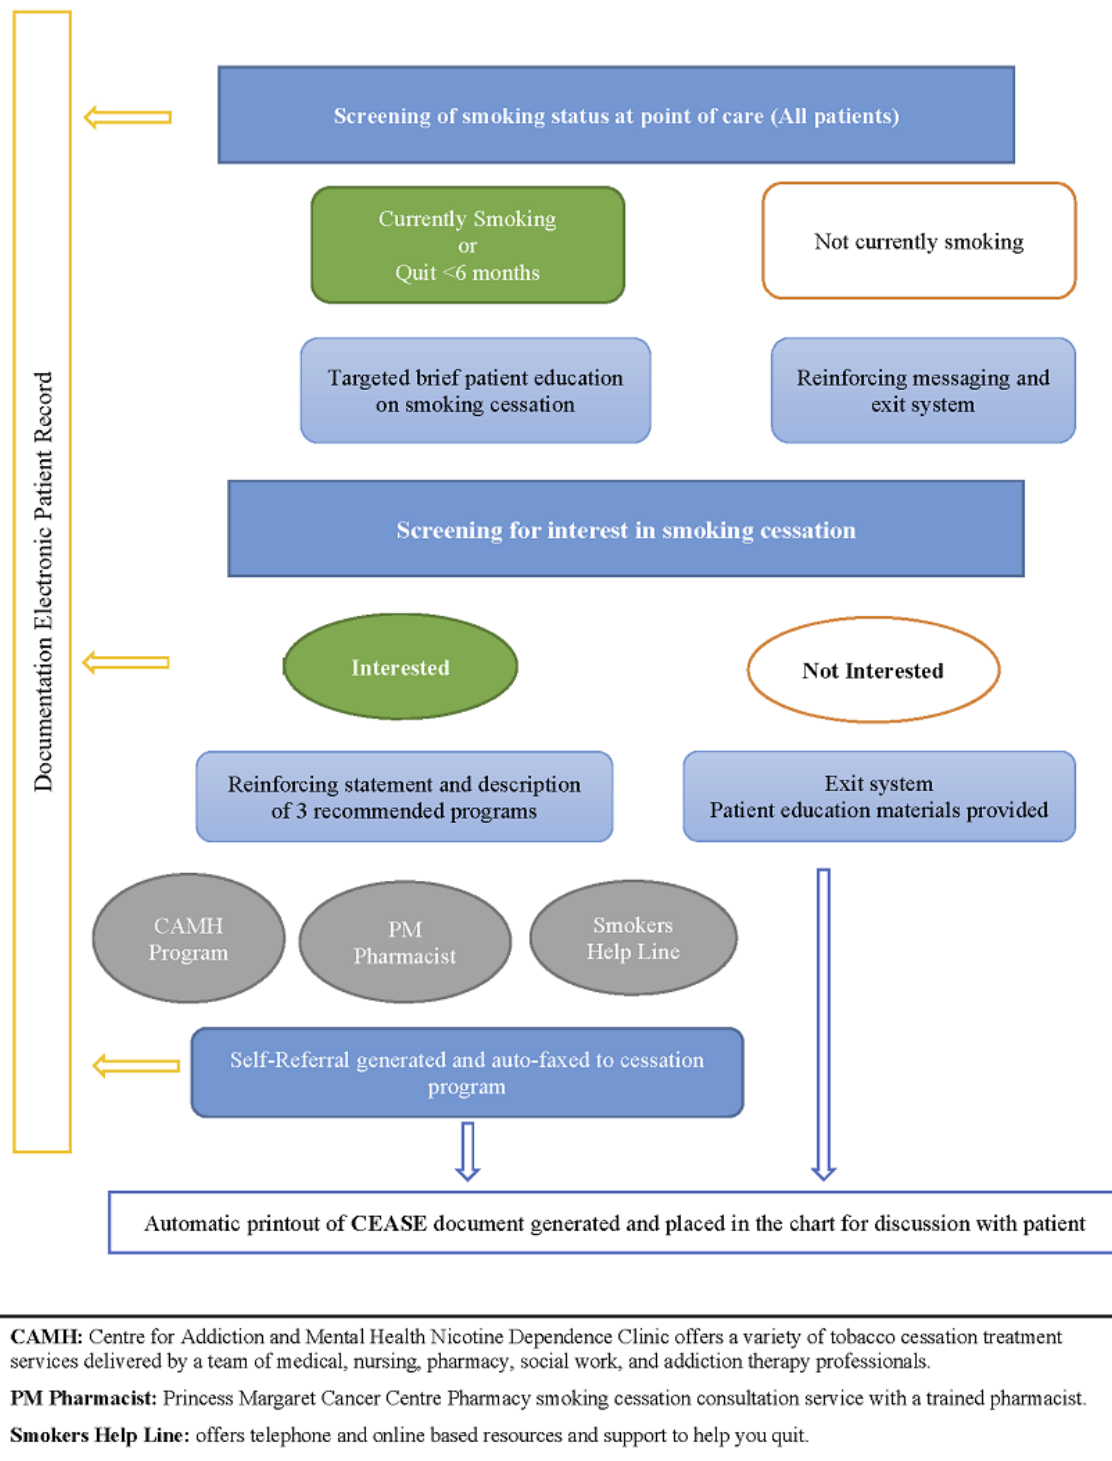 Documentation Electronic Patient Record
Screening of smoking status at point of care (All patients)
Currently Smoking
or
Quit <6 months
Not currently smoking
Targeted brief patient education
on smoking cessation
Reinforcing messaging and
exit system
Screening for interest in smoking cessation
Interested
Not Interested
Reinforcing statement and description
of 3 recommended programs
Exit system
Patient education materials provided
CAMH
Program
PM
Pharmacist
Smokers
Help Line
Self-Referral generated and auto-faxed to cessation
program
Automatic printout of CEASE document generated and placed in the chart for discussion with patient
CAMH: Centre for Addiction and Mental Health Nicotine Dependence Clinic offers a variety of tobacco cessation treatment
services delivered by a team of medical, nursing, pharmacy, social work, and addiction therapy professionals.
PM Pharmacist: Princess Margaret Cancer Centre Pharmacy smoking cessation consultation service with a trained pharmacist.
Smokers Help Line: offers telephone and online based resources and support to help you quit.